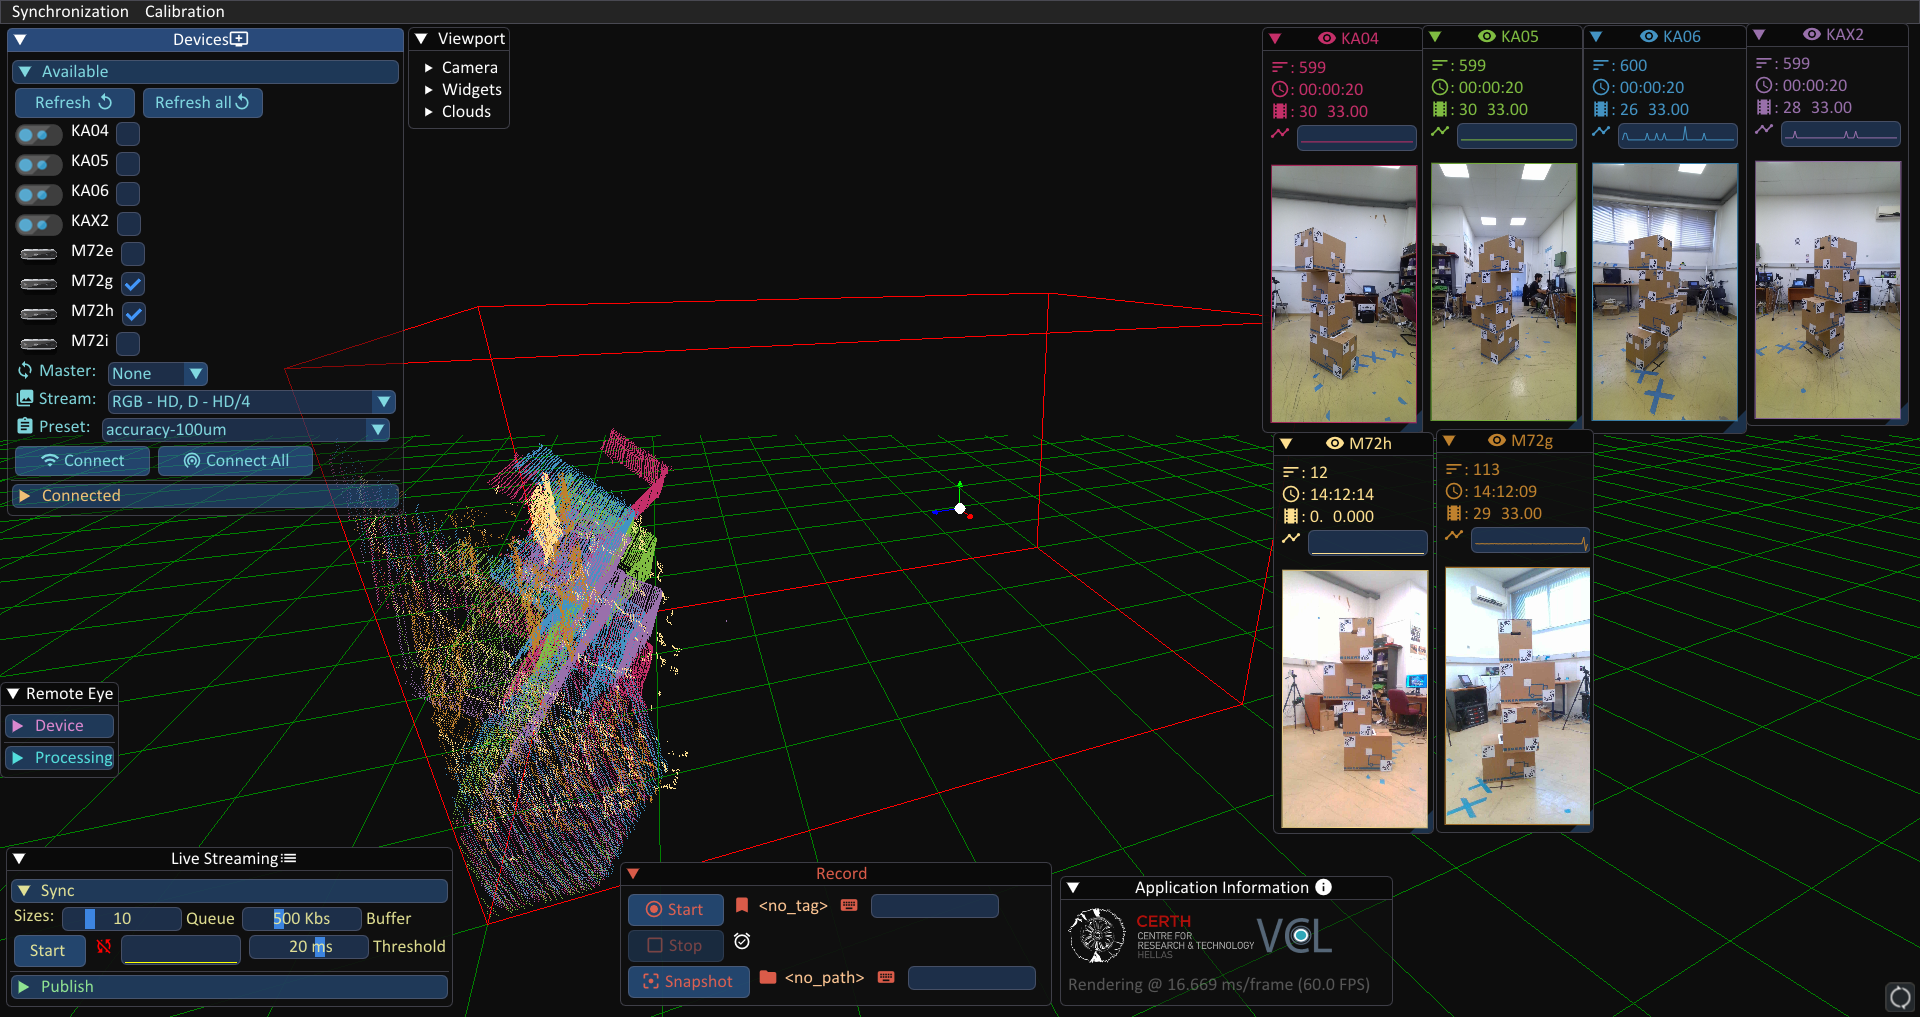 Synchronization Calibration
Devices
Available
Refresh
Refresh all
KA04
KA05
KA06
KAX2
M72e
M72g
M72h
M72i
Master: None
Stream: RGB - HD, D - HD/4
Preset: accuracy-100um
Connect
Connect All
Connected
Viewport
Camera
Widgets
Clouds
KA04
: 599
: 00:00:20
: 30 33.00
KA05
: 599
: 00:00:20
: 30 33.00
KA06
: 600
: 00:00:20
: 26 33.00
KAX2
: 599
: 00:00:20
: 28 33.00
M72h
: 12
: 14:12:14
: 0. 0.000
M72g
: 113
: 14:12:09
: 29 33.00
Remote Eye
Device
Processing
Live Streaming
Sync
Sizes: 10 Queue 500 Kbs Buffer
Start 20 ms Threshold
Publish
Record
Start <no_tag>
Stop
Snapshot <no_path>
Application Information
CERTH
CENTRE FOR
RESEARCH & TECHNOLOGY
HELLAS
VCL
Rendering @ 16.669 ms/frame (60.0 FPS)